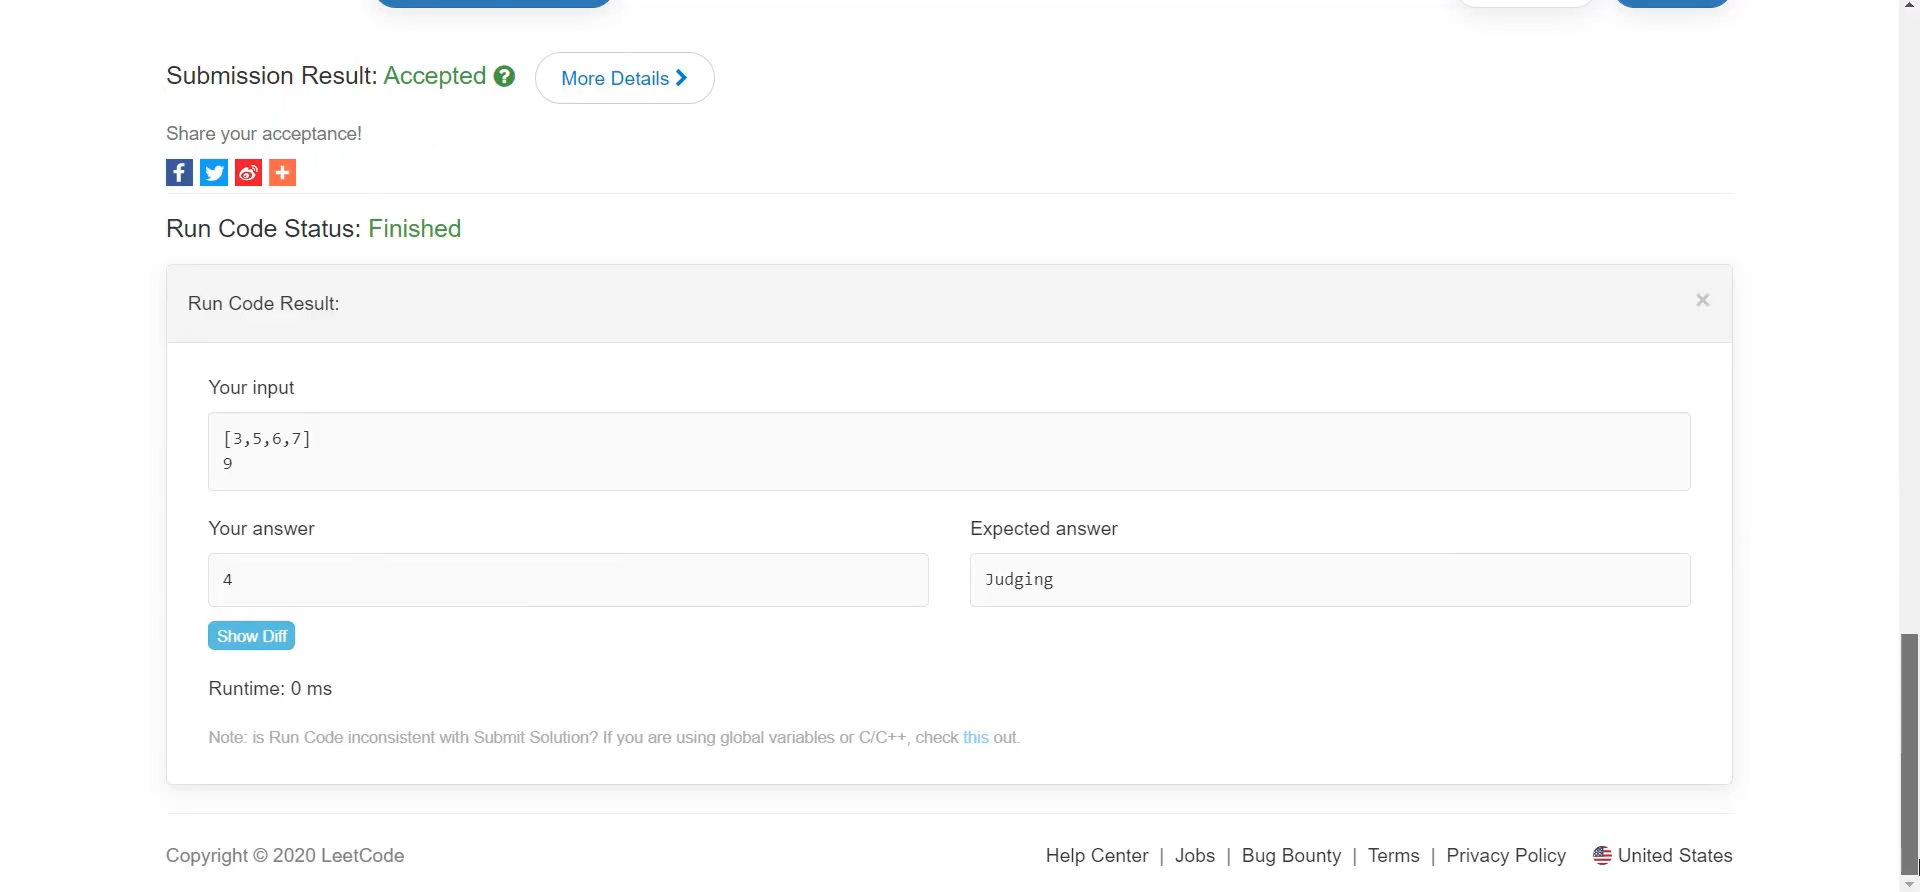 Submission Result: Accepted
More Details
Share your acceptance!
Run Code Status: Finished
Run Code Result:
×
Your input
[3,5,6,7]
9
Your answer
Expected answer
4
Judging
Show Diff
Runtime: 0 ms
Note: is Run Code inconsistent with Submit Solution? If you are using global variables or C/C++, check this out.
Copyright © 2020 LeetCode
Help Center | Jobs | Bug Bounty | Terms | Privacy Policy United States